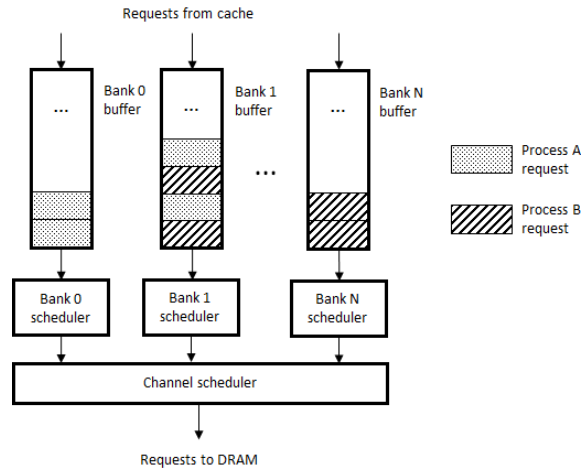 Requests from cache
Bank 0
buffer
Bank 1
buffer
Bank N
buffer
...
...
...
...
Process A
request
Process B
request
Bank 0
scheduler
Bank 1
scheduler
Bank N
scheduler
Channel scheduler
Requests to DRAM